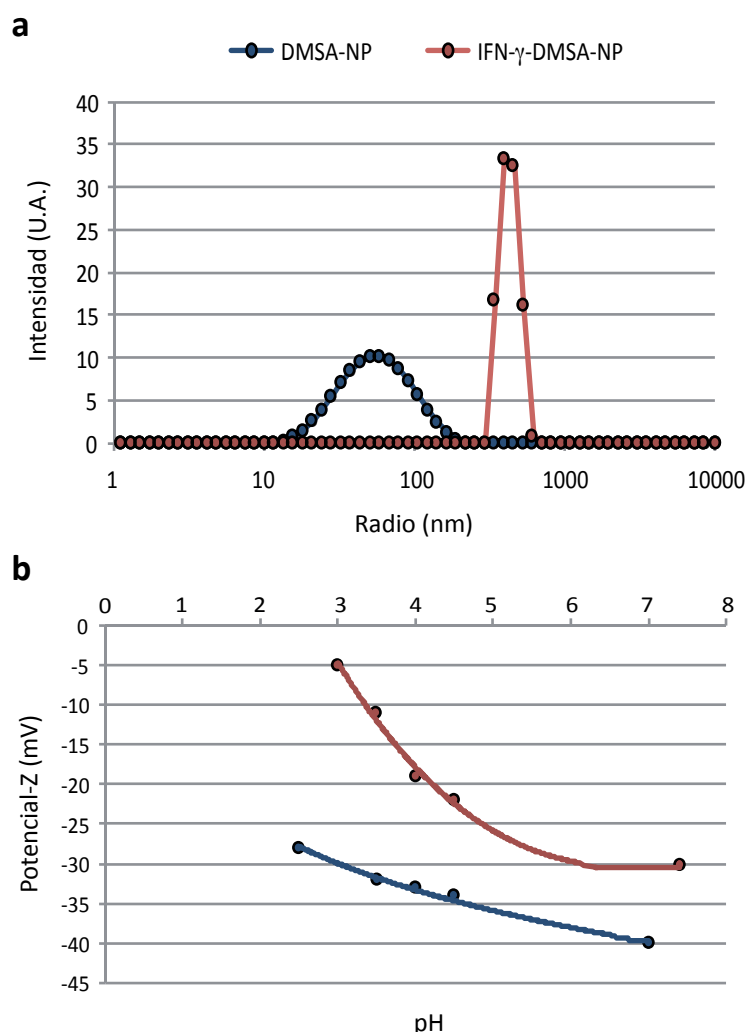 a
DMSA-NP IFN-γ-DMSA-NP
40
35
30
25
20
15
10
5
0
Intensidad (U.A.)
1 10 100 1000 10000
Radio (nm)
b
0 1 2 3 4 5 6 7 8
0
-5
-10
-15
-20
-25
-30
-35
-40
-45
Potencial-Z (mV)
pH